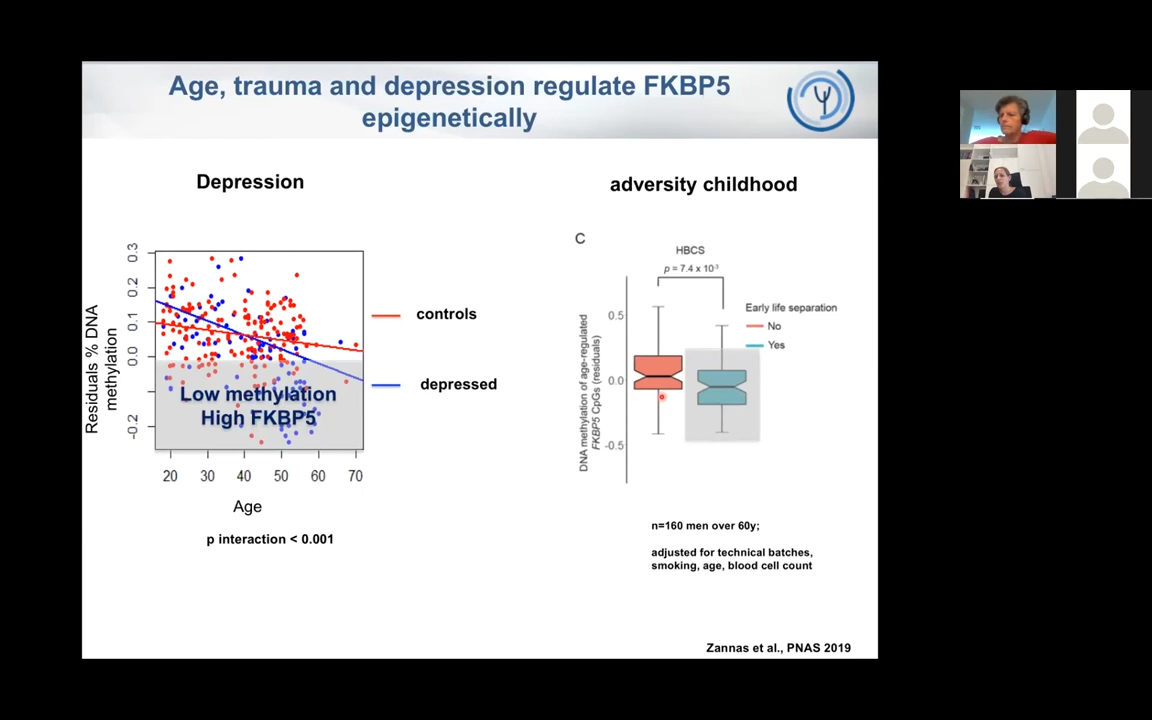 Age, trauma and depression regulate FKBP5
epigenetically
Depression
adversity childhood
Residuals % DNA
methylation
0.3
0.2
0.1
0.0
-0.2
Low methylation
High FKBP5
20 30 40 50 60 70
Age
p interaction < 0.001
controls
depressed
C
HBCS
p = 7.4 x 10-3
DNA methylation of age-regulated
FKBP5 CpGs (residuals)
0.5
0.0
-0.5
Early life separation
No
Yes
n=160 men over 60y;
adjusted for technical batches,
smoking, age, blood cell count
Zannas et al., PNAS 2019